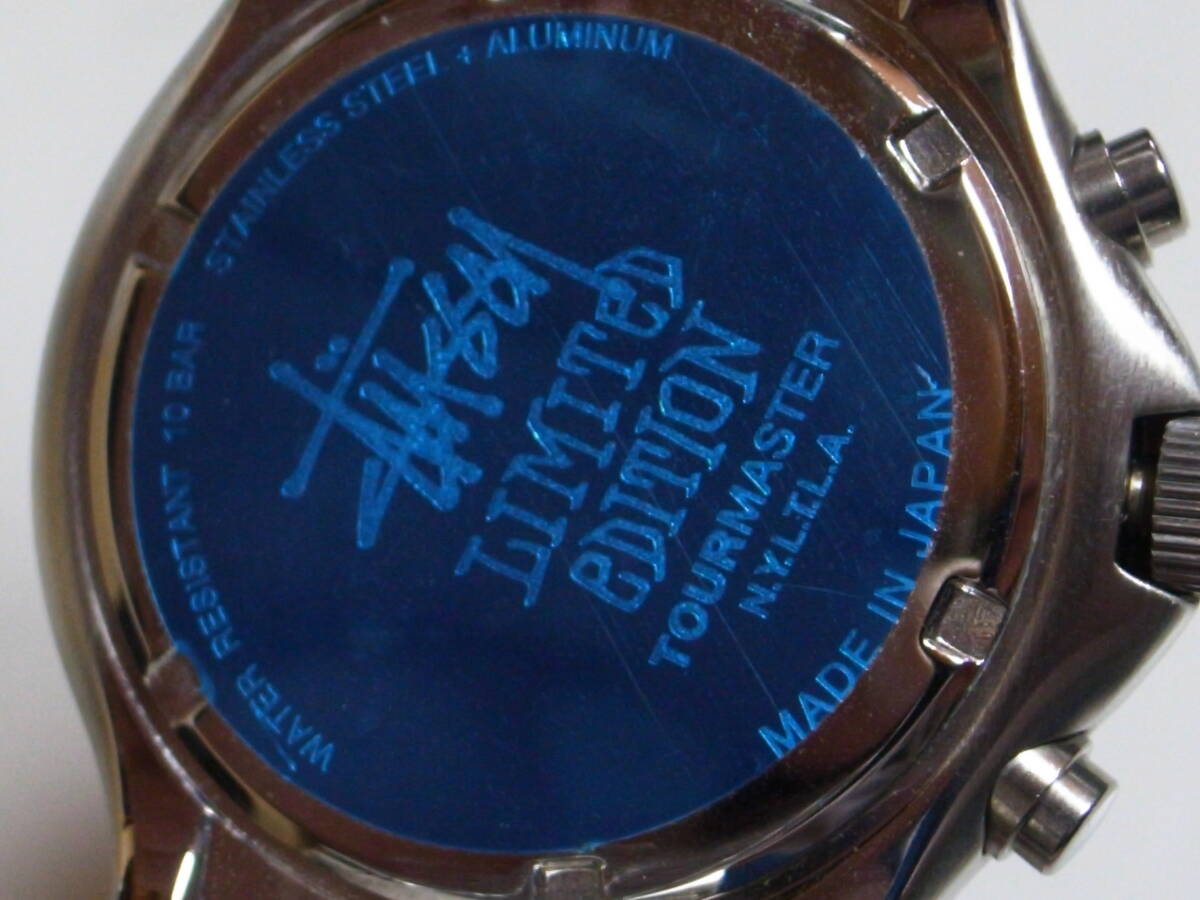 STAINLESS STEEL + ALUMINUM
WATER RESISTANT 10 BAR
Stüssy
LIMITeD
eDITION
TOURMASTER
N.Y.L.T.L.A.
MADE IN JAPAN